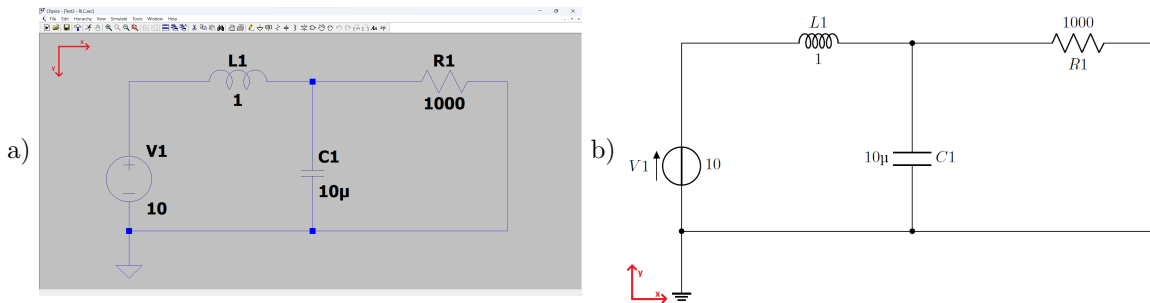 LTspice - [Test2 - RLC.asc]
File Edit Hierarchy View Simulate Tools Window Help
x
y
L1
1
R1
1000
V1
10
C1
10µ
a)
b)
L1
1
1000
R1
V1
10
10µ
C1
y
x